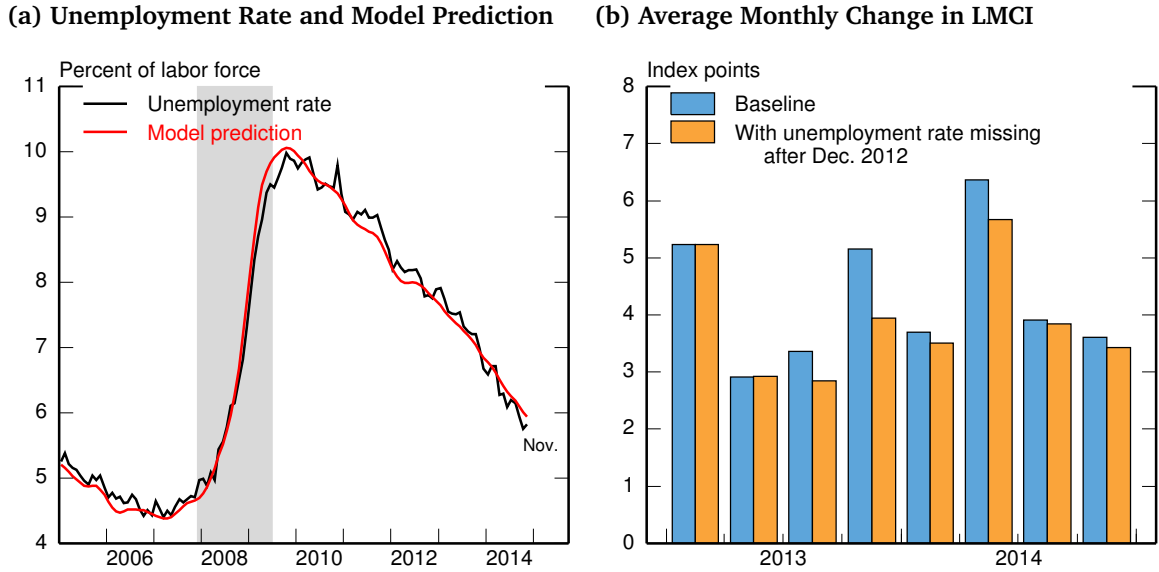 (a) Unemployment Rate and Model Prediction
Percent of labor force
11
10
9
8
7
6
5
4
Unemployment rate
Model prediction
Nov.
2006 2008 2010 2012 2014
(b) Average Monthly Change in LMCI
Index points
8
7
6
5
4
3
2
1
0
Baseline
With unemployment rate missing
after Dec. 2012
2013 2014